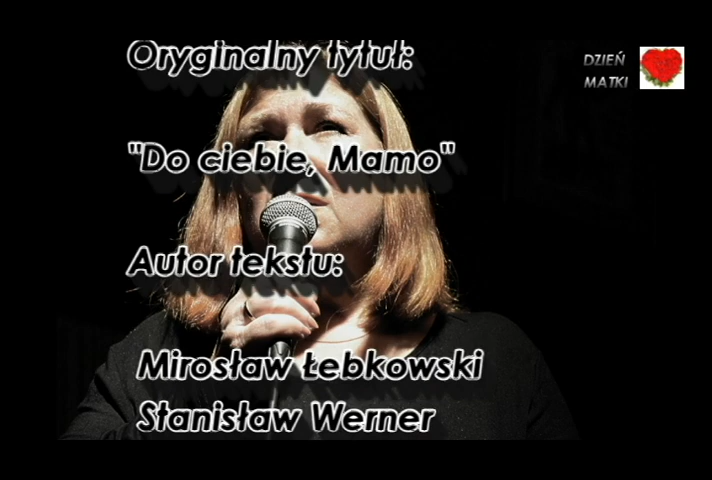 Oryginalny tytuł:
DZIEŃ
MATKI
"Do ciebie, Mamo"
Autor tekstu:
Mirosław Łebkowski
Stanisław Werner